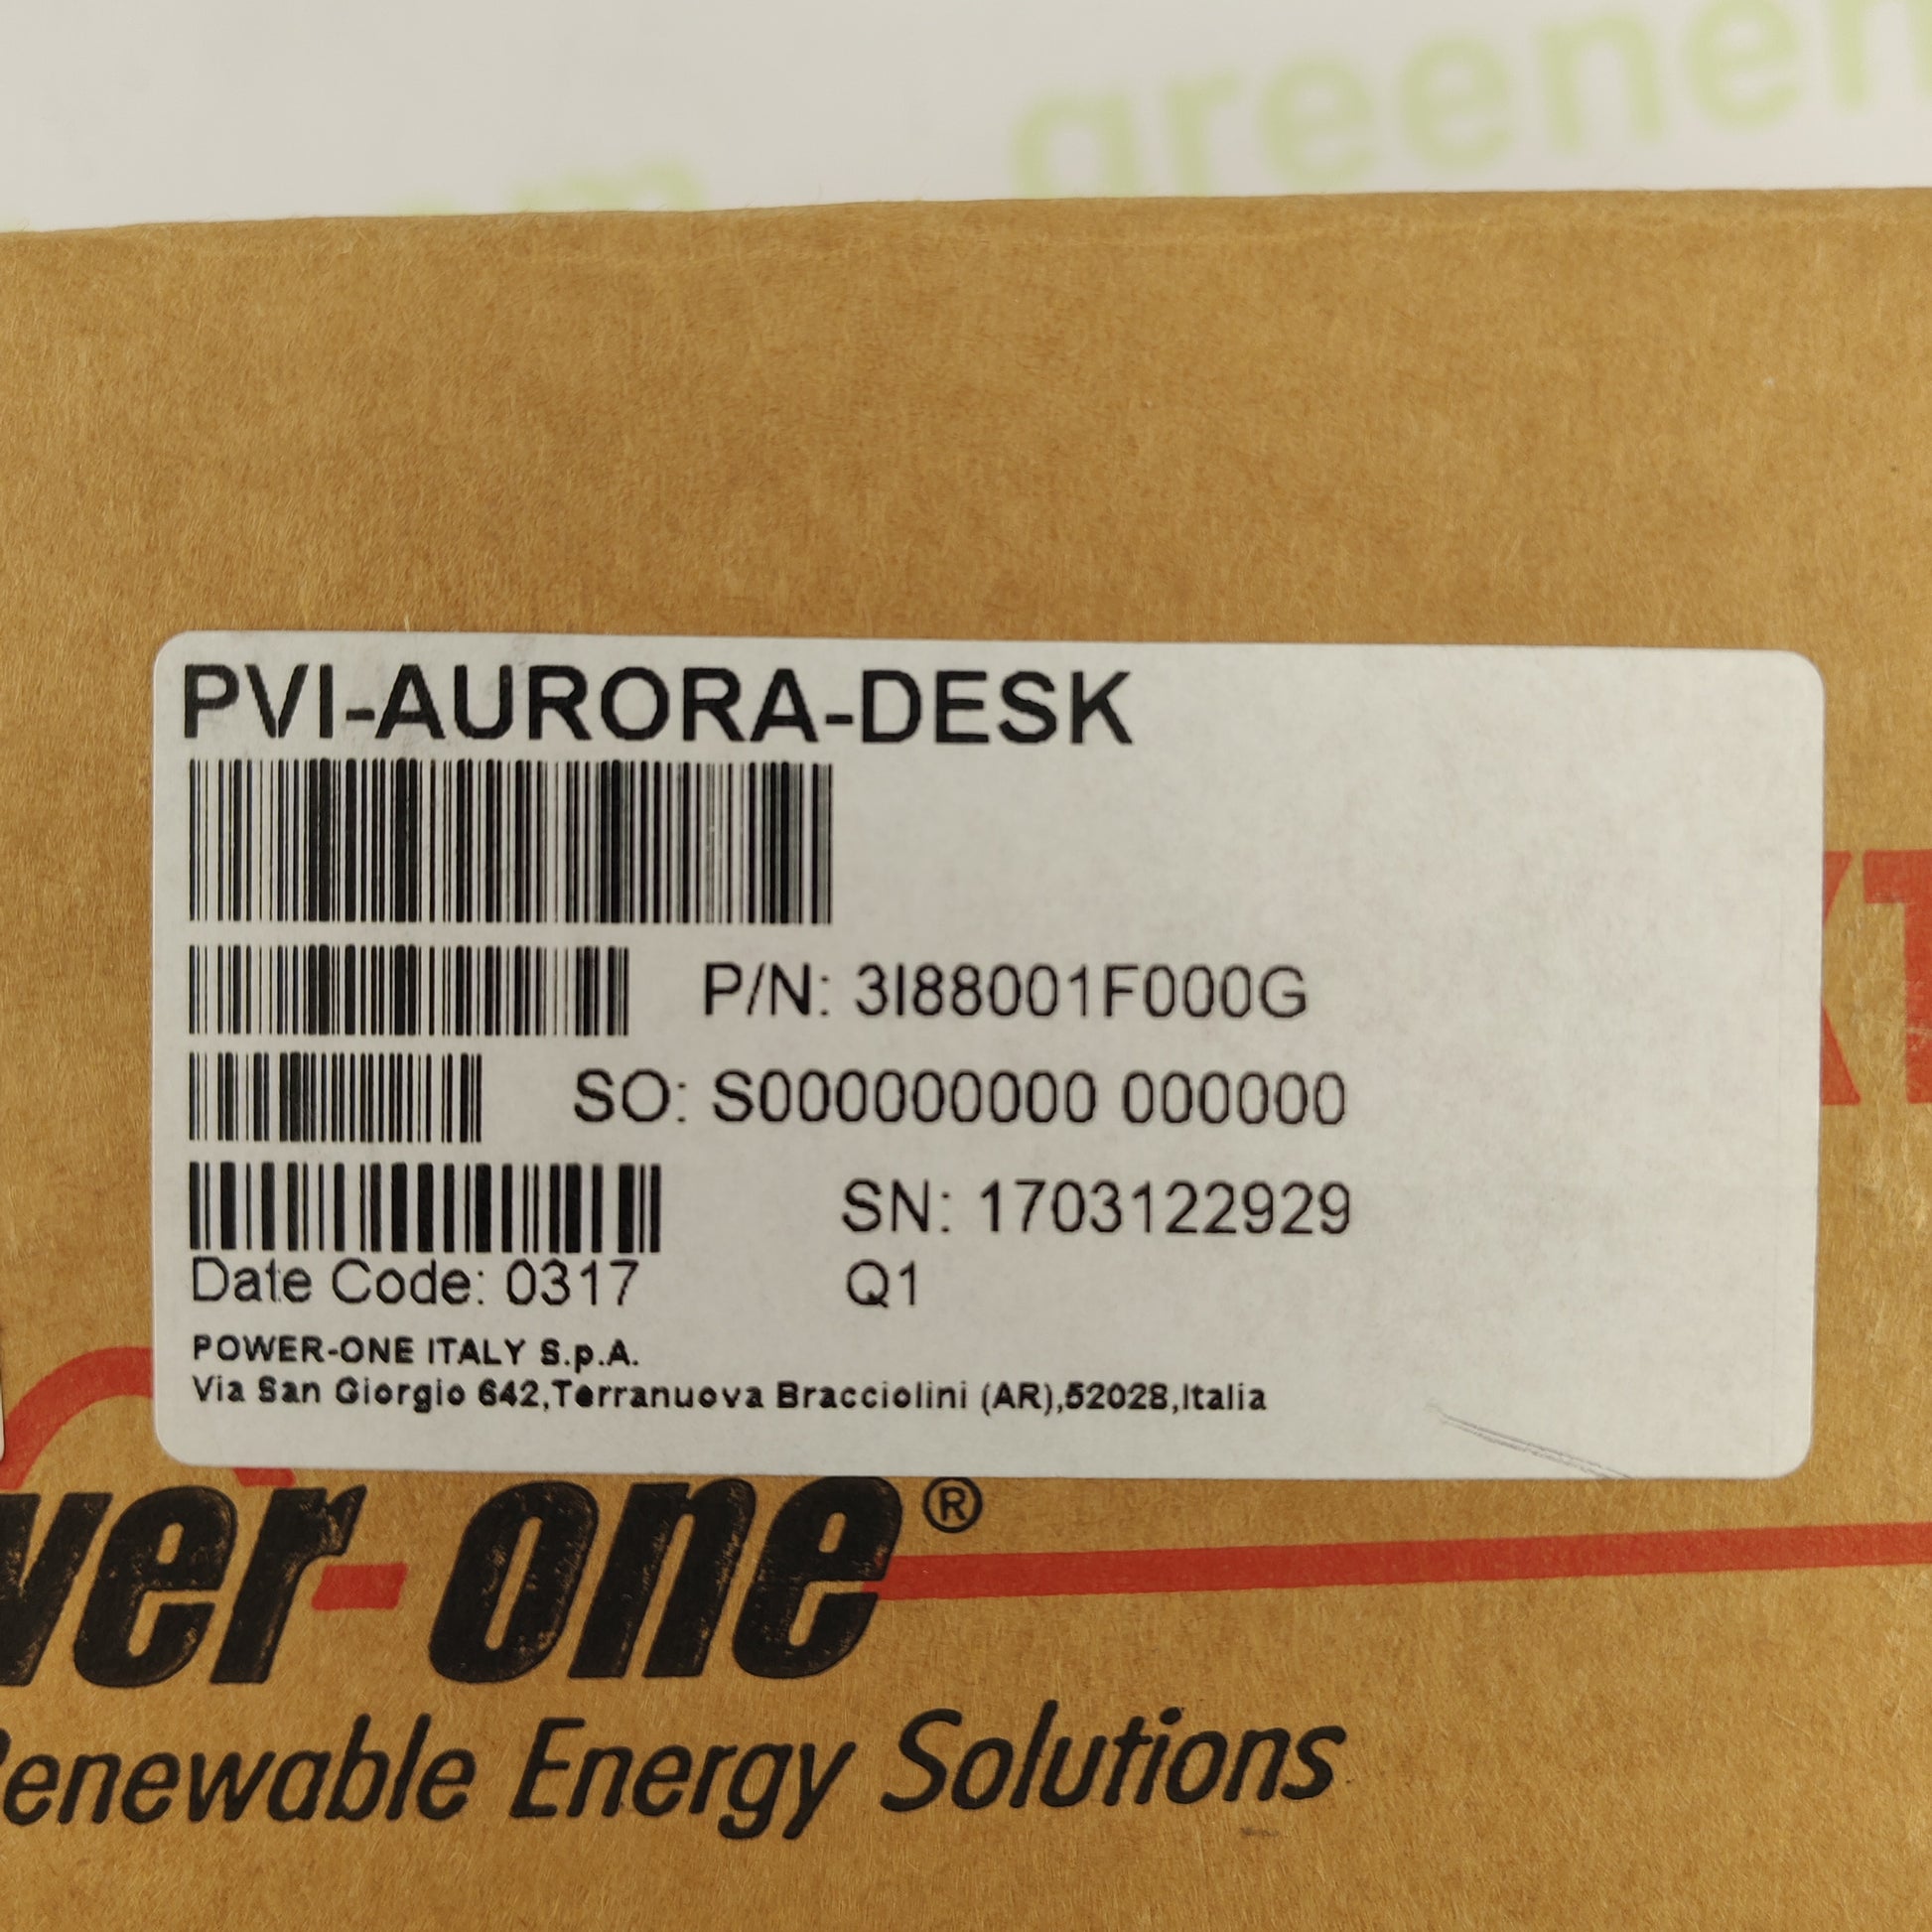 greenen
PVI-AURORA-DESK
P/N: 3I88001F000G
SO: S000000000 000000
SN: 1703122929
Date Code: 0317 Q1
POWER-ONE ITALY S.p.A.
Via San Giorgio 642,Terranuova Bracciolini (AR),52028,Italia
wer-one®
Renewable Energy Solutions